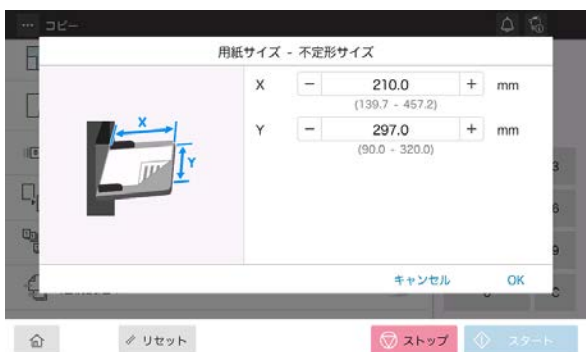 … コピー
用紙サイズ - 不定形サイズ
X
X － 210.0 + mm
(139.7 - 457.2)
Y
Y － 297.0 + mm
(90.0 - 320.0)
3
6
9
C
キャンセル OK
リセット ストップ スタート